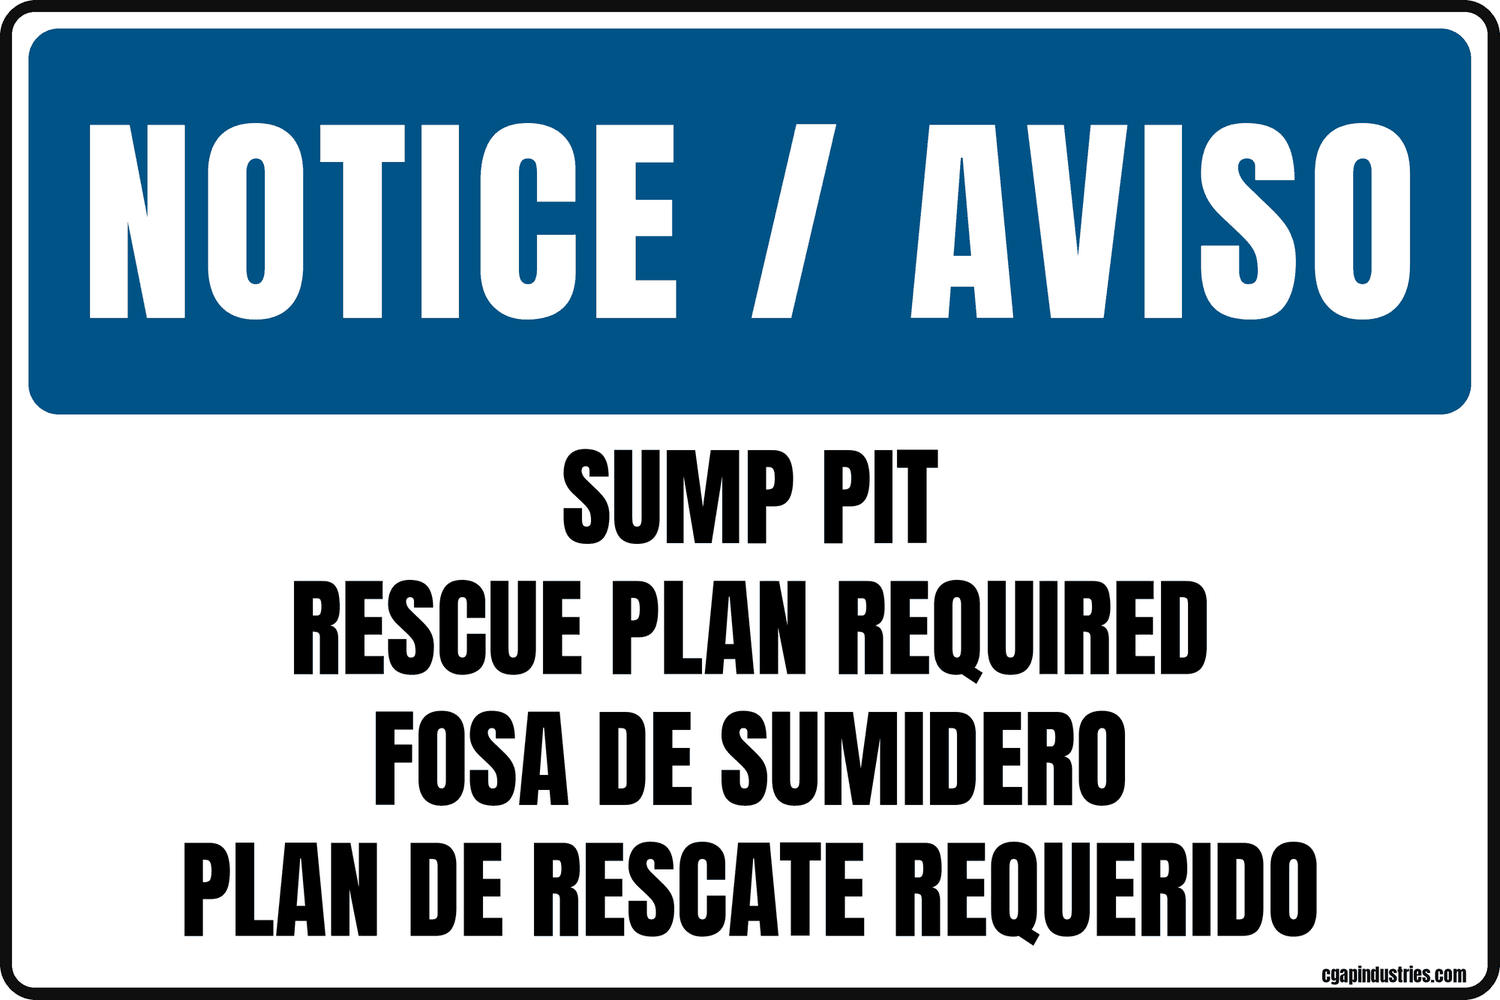 NOTICE / AVISO
SUMP PIT
RESCUE PLAN REQUIRED
FOSA DE SUMIDERO
PLAN DE RESCATE REQUERIDO
cgapindustries.com